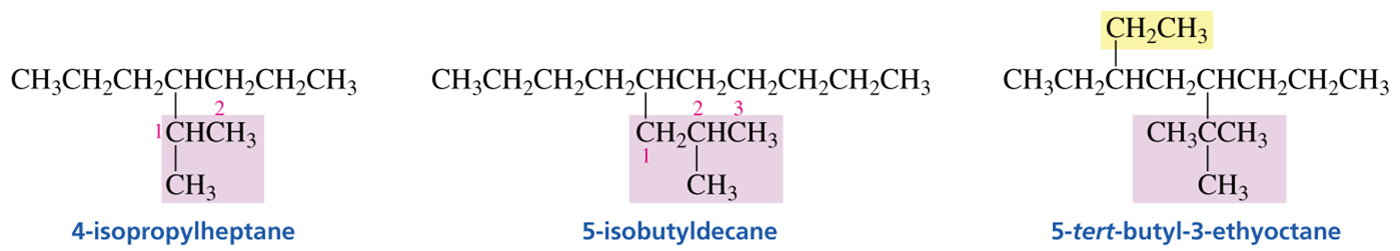 CH₂CH₃
CH₃CH₂CH₂CHCH₂CH₂CH₃
CH₃CH₂CH₂CH₂CHCH₂CH₂CH₂CH₂CH₃
CH₃CH₂CHCH₂CHCH₂CH₂CH₃
2
2 3
1 CHCH₃
CH₂CHCH₃
CH₃CCH₃
1
CH₃
CH₃
CH₃
4-isopropylheptane
5-isobutyldecane
5-tert-butyl-3-ethyoctane